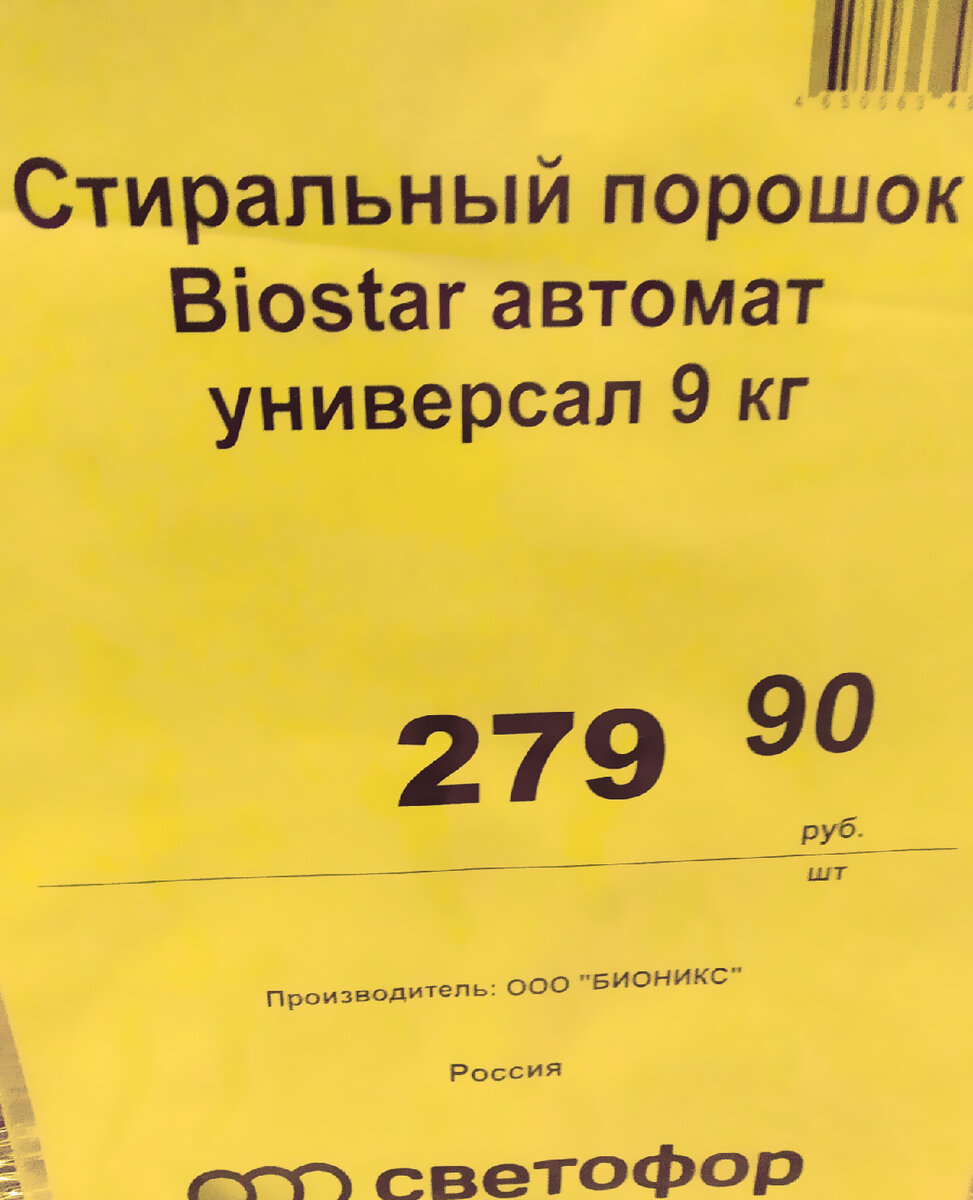 Стиральный порошок
Biostar автомат
универсал 9 кг
279 90
руб.
шт
Производитель: ООО "БИОНИКС"
Россия
светофор